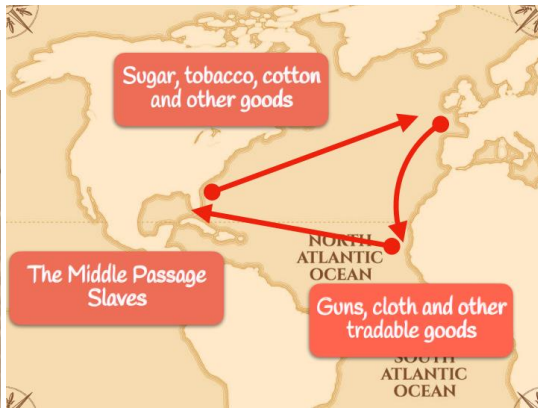 Sugar, tobacco, cotton
and other goods
NORTH
ATLANTIC
OCEAN
The Middle Passage
Slaves
Guns, cloth and other
tradable goods
SOUTH
ATLANTIC
OCEAN